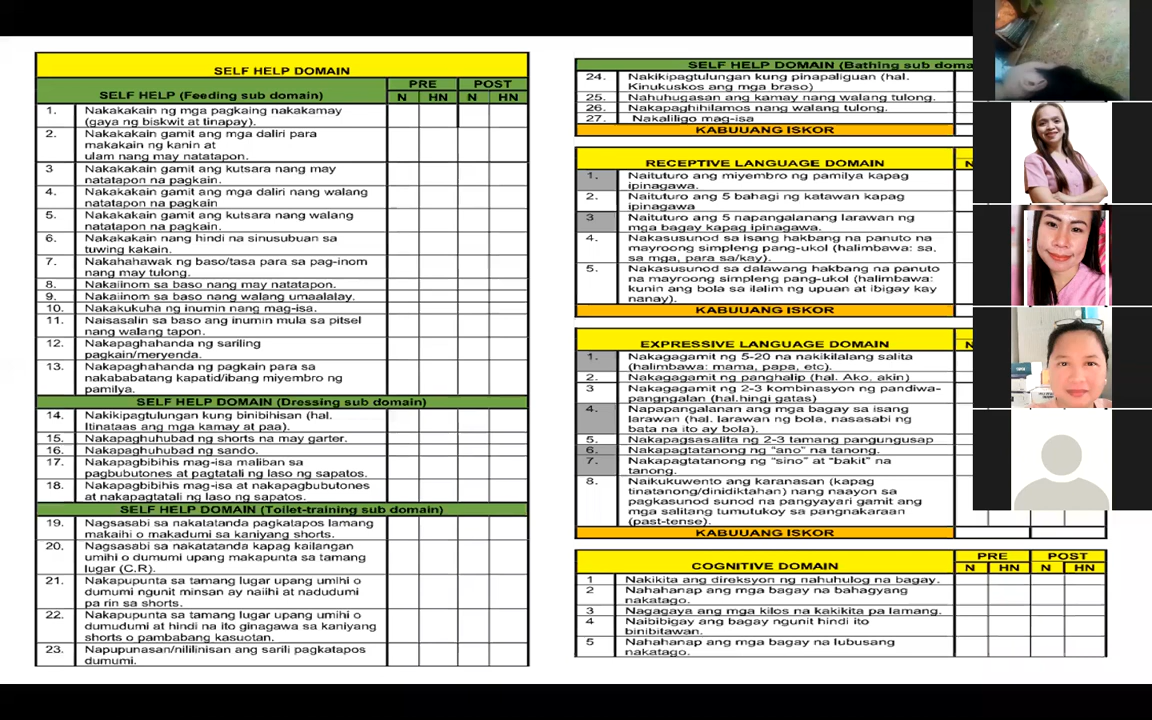 SELF HELP DOMAIN
SELF HELP (Feeding sub domain)
PRE
POST
N
HN
N
HN
1.
Nakakakain ng mga pagkaing nakakamay
(gaya ng biskwit at tinapay).
2.
Nakakakain gamit ang mga daliri para
makakain ng kanin at
ulam nang may natatapon.
3
Nakakakain gamit ang kutsara nang may
natatapon na pagkain.
4.
Nakakakain gamit ang mga daliri nang walang
natatapon na pagkain
5.
Nakakakain gamit ang kutsara nang walang
natatapon na pagkain.
6.
Nakakakain nang hindi na sinusubuan sa
tuwing kakain.
7.
Nakahahawak ng baso/tasa para sa pag-inom
nang may tulong.
8.
Nakaiinom sa baso nang may natatapon.
9.
Nakaiinom sa baso nang walang umaalalay.
10.
Nakakukuha ng inumin nang mag-isa.
11.
Naisasalin sa baso ang inumin mula sa pitsel
nang walang tapon.
12.
Nakapaghahanda ng sariling
pagkain/meryenda.
13.
Nakapaghahanda ng pagkain para sa
nakababatang kapatid/ibang miyembro ng
pamilya.
SELF HELP DOMAIN (Dressing sub domain)
14.
Nakikipagtulungan kung binibihisan (hal.
Itinataas ang mga kamay at paa).
15.
Nakapaghuhubad ng shorts na may garter.
16.
Nakapaghuhubad ng sando.
17.
Nakapagbibihis mag-isa maliban sa
pagbubutones at pagtatali ng laso ng sapatos.
18.
Nakapagbibihis mag-isa at nakapagbubutones
at nakapagtatali ng laso ng sapatos.
SELF HELP DOMAIN (Toilet-training sub domain)
19.
Nagsasabi sa nakatatanda pagkatapos lamang
makaihi o makadumi sa kaniyang shorts.
20.
Nagsasabi sa nakatatanda kapag kailangan
umihi o dumumi upang makapunta sa tamang
lugar (C.R).
21.
Nakapupunta sa tamang lugar upang umihi o
dumumi ngunit minsan ay naiihi at nadudumi
pa rin sa shorts.
22.
Nakapupunta sa tamang lugar upang umihi o
dumudumi at hindi na ito ginagawa sa kaniyang
shorts o pambabang kasuotan.
23.
Napupunasan/nililinisan ang sarili pagkatapos
dumumi.
SELF HELP DOMAIN (Bathing sub doma
24.
Nakikipagtulungan kung pinapaliguan (hal.
Kinukuskos ang mga braso)
25.
Nahuhugasan ang kamay nang walang tulong.
26.
Nakapaghihilamos nang walang tulong.
27.
Nakaliligo mag-isa
KABUUANG ISKOR
RECEPTIVE LANGUAGE DOMAIN
N
1.
Naituturo ang miyembro ng pamilya kapag
ipinagawa.
2.
Naituturo ang 5 bahagi ng katawan kapag
ipinagawa
3
Naituturo ang 5 napangalanang larawan ng
mga bagay kapag ipinagawa.
4.
Nakasusunod sa isang hakbang na panuto na
mayroong simpleng pang-ukol (halimbawa: sa,
sa mga, para sa/kay).
5.
Nakasusunod sa dalawang hakbang na panuto
na mayroong simpleng pang-ukol (halimbawa:
kunin ang bola sa ilalim ng upuan at ibigay kay
nanay).
KABUUANG ISKOR
EXPRESSIVE LANGUAGE DOMAIN
N
1.
Nakagagamit ng 5-20 na nakikilalang salita
(halimbawa: mama, papa, etc).
2.
Nakagagamit ng panghalip (hal. Ako, akin)
3
Nakagagamit ng 2-3 kombinasyon ng pandiwa-
pangngalan (hal.hingi gatas)
4.
Napapangalanan ang mga bagay sa isang
larawan (hal. larawan ng bola, nasasabi ng
bata na ito ay bola).
5.
Nakapagsasalita ng 2-3 tamang pangungusap
6.
Nakapagtatanong ng "ano" na tanong.
7.
Nakapagtatanong ng "sino" at "bakit" na
tanong.
8.
Naikukuwento ang karanasan (kapag
tinatanong/dinidiktahan) nang naayon sa
pagkasunod sunod na pangyayari gamit ang
mga salitang tumutukoy sa pangnakaraan
(past-tense).
KABUUANG ISKOR
COGNITIVE DOMAIN
PRE
POST
N
HN
N
HN
1
Nakikita ang direksyon ng nahuhulog na bagay.
2
Nahahanap ang mga bagay na bahagyang
nakatago.
3
Nagagaya ang mga kilos na kakikita pa lamang.
4
Naibibigay ang bagay ngunit hindi ito
binibitawan.
5
Nahahanap ang mga bagay na lubusang
nakatago.